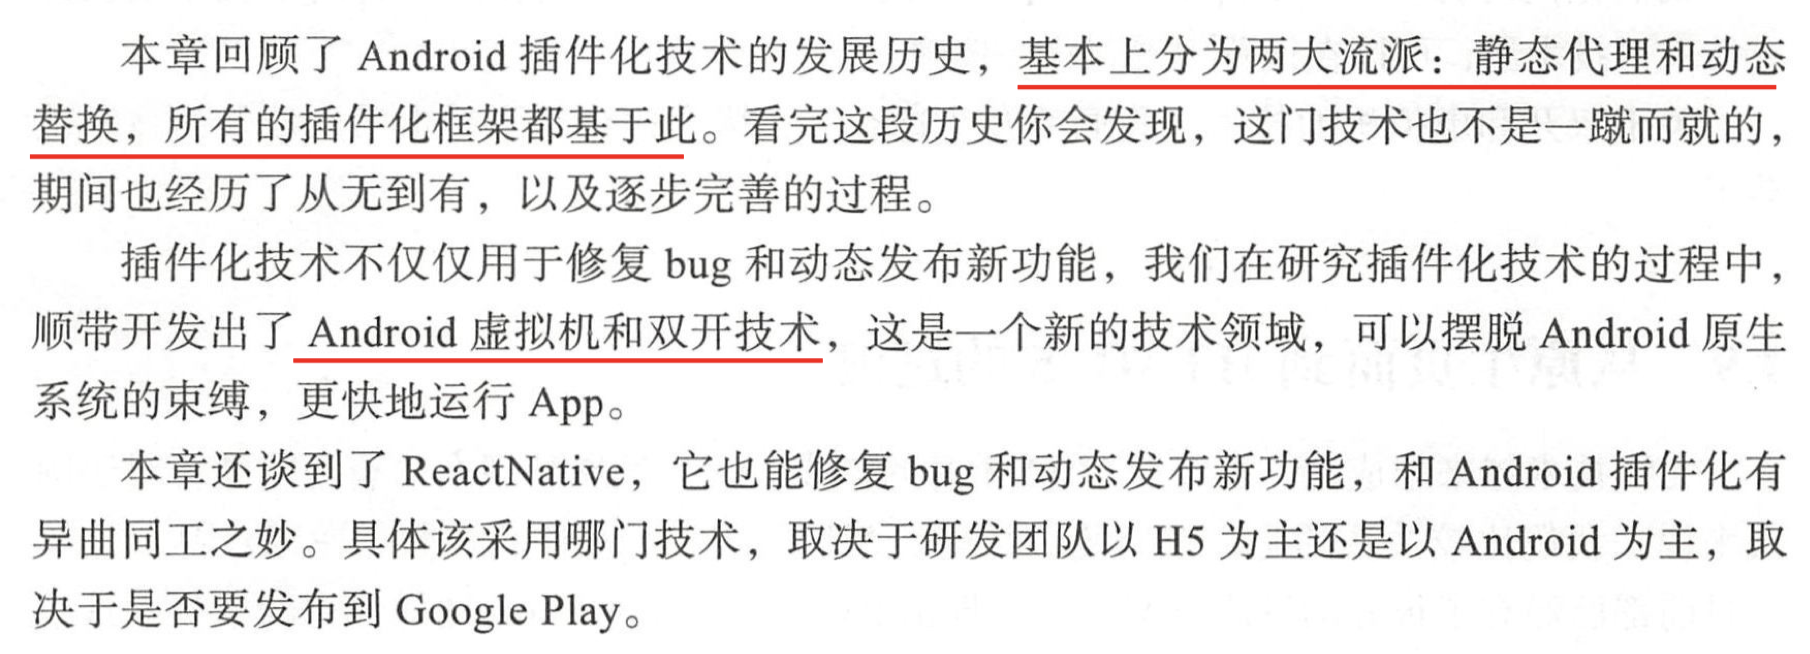 本章回顾了 Android 插件化技术的发展历史，基本上分为两大流派：静态代理和动态
替换，所有的插件化框架都基于此。看完这段历史你会发现，这门技术也不是一蹴而就的，
期间也经历了从无到有，以及逐步完善的过程。
插件化技术不仅仅用于修复 bug 和动态发布新功能，我们在研究插件化技术的过程中，
顺带开发出了 Android 虚拟机和双开技术，这是一个新的技术领域，可以摆脱 Android 原生
系统的束缚，更快地运行 App。
本章还谈到了 ReactNative，它也能修复 bug 和动态发布新功能，和 Android 插件化有
异曲同工之妙。具体该采用哪门技术，取决于研发团队以 H5 为主还是以 Android 为主，取
决于是否要发布到 Google Play。